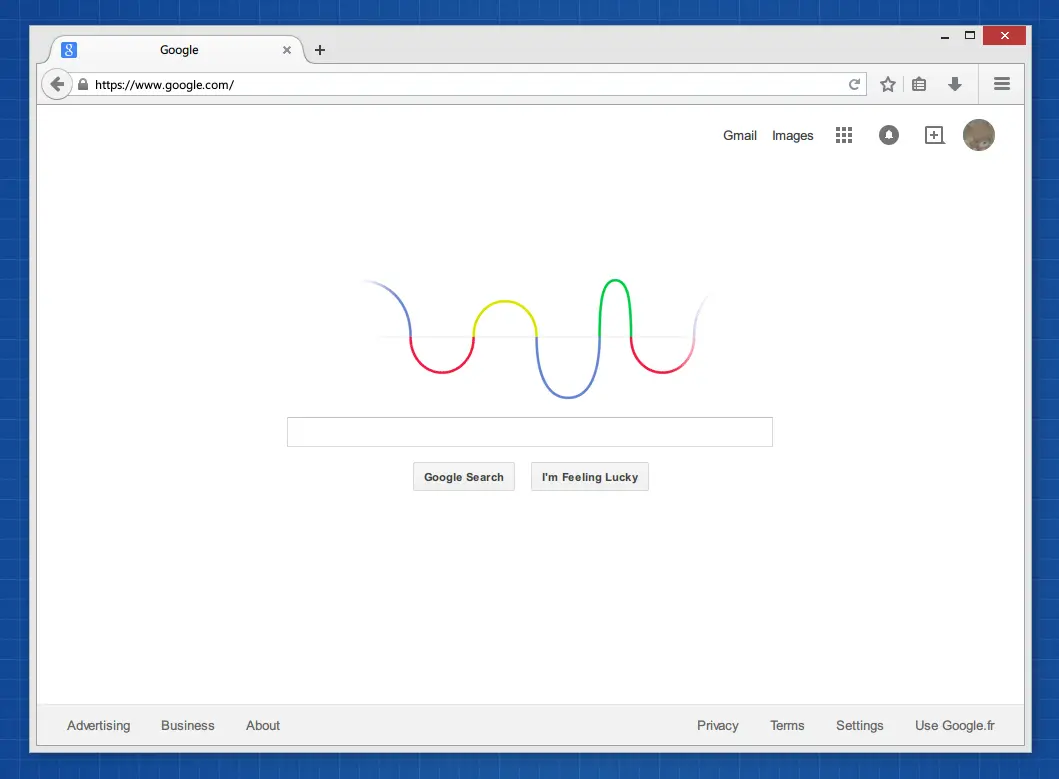 Google
https://www.google.com/
Gmail Images
Google Search I'm Feeling Lucky
Advertising Business About Privacy Terms Settings Use Google.fr